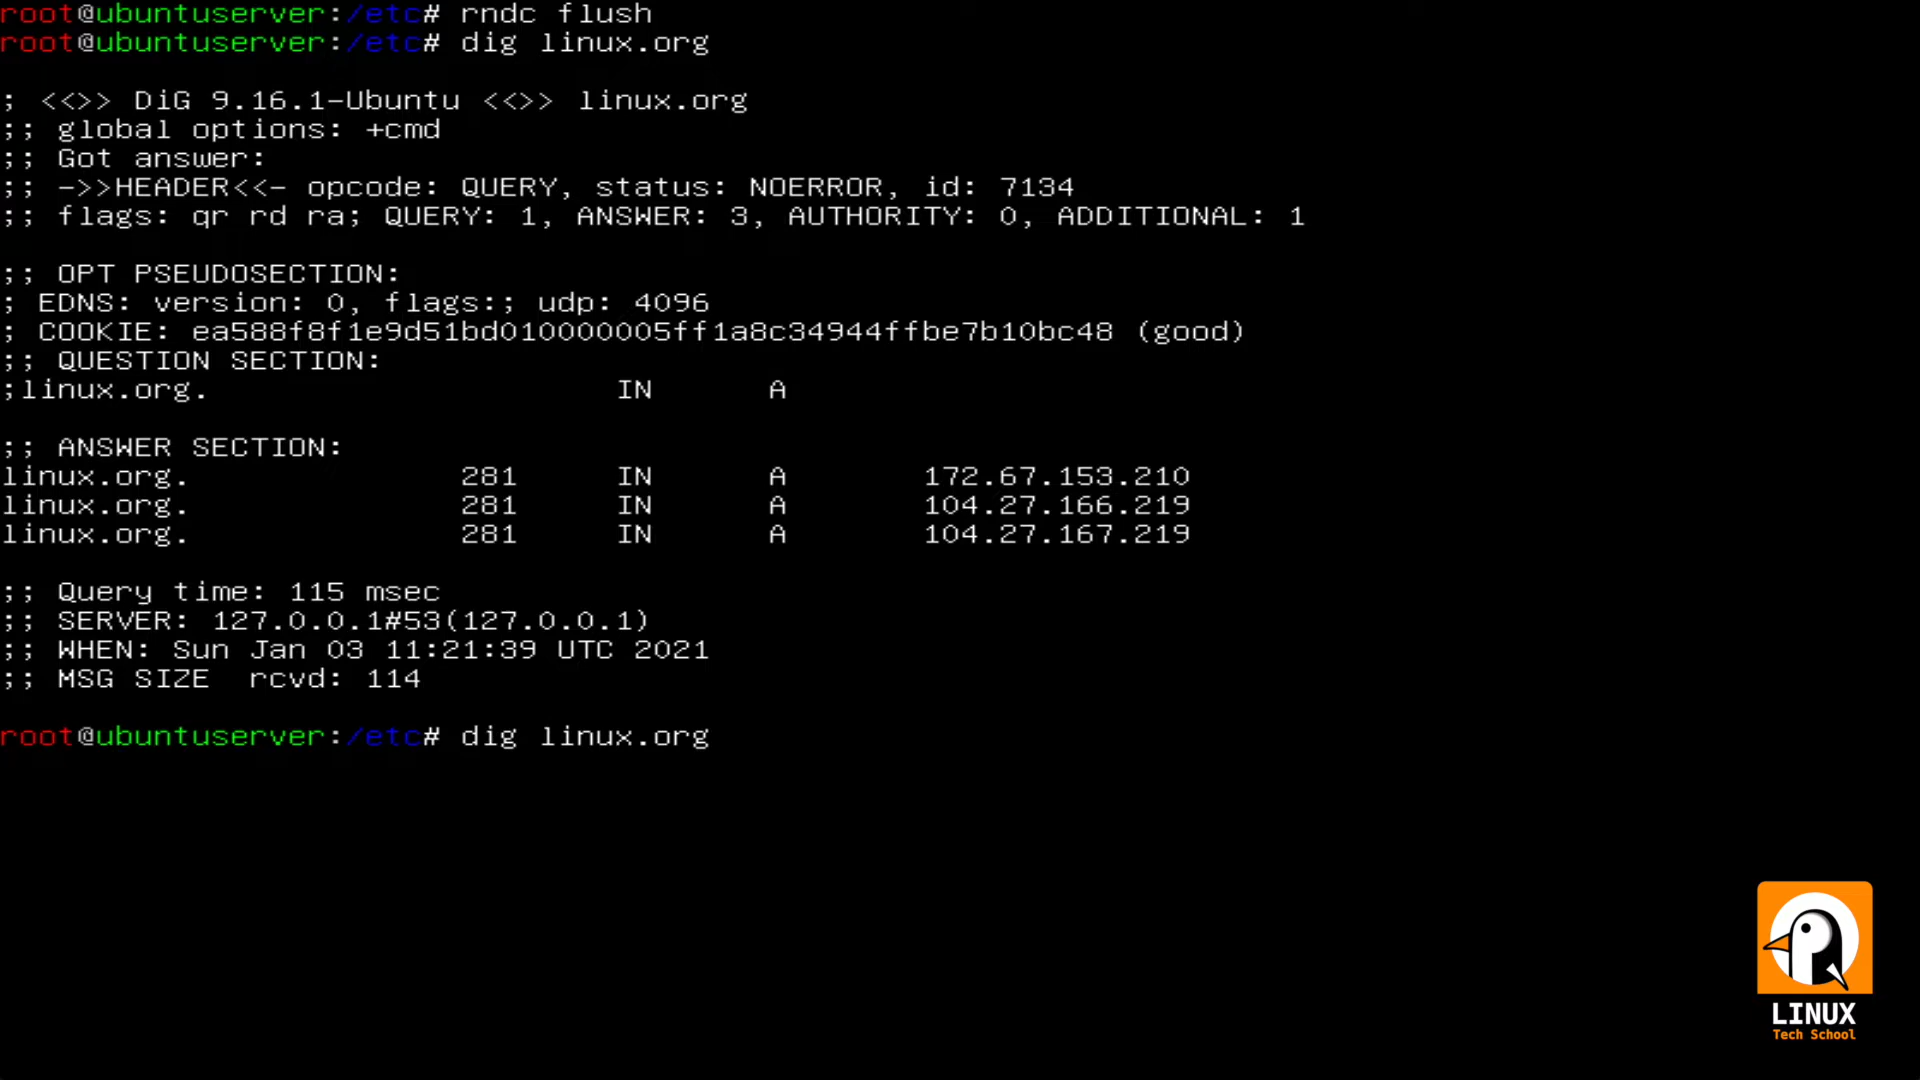 root@ubuntuserver:/etc# rndc flush
root@ubuntuserver:/etc# dig linux.org
; <<>> DiG 9.16.1-Ubuntu <<>> linux.org
;; global options: +cmd
;; Got answer:
;; ->>HEADER<<- opcode: QUERY, status: NOERROR, id: 7134
;; flags: qr rd ra; QUERY: 1, ANSWER: 3, AUTHORITY: 0, ADDITIONAL: 1
;; OPT PSEUDOSECTION:
; EDNS: version: 0, flags:; udp: 4096
; COOKIE: ea588f8f1e9d51bd010000005ff1a8c34944ffbe7b10bc48 (good)
;; QUESTION SECTION:
;linux.org. IN A
;; ANSWER SECTION:
linux.org. 281 IN A 172.67.153.210
linux.org. 281 IN A 104.27.166.219
linux.org. 281 IN A 104.27.167.219
;; Query time: 115 msec
;; SERVER: 127.0.0.1#53(127.0.0.1)
;; WHEN: Sun Jan 03 11:21:39 UTC 2021
;; MSG SIZE  rcvd: 114
root@ubuntuserver:/etc# dig linux.org
LINUX
Tech School